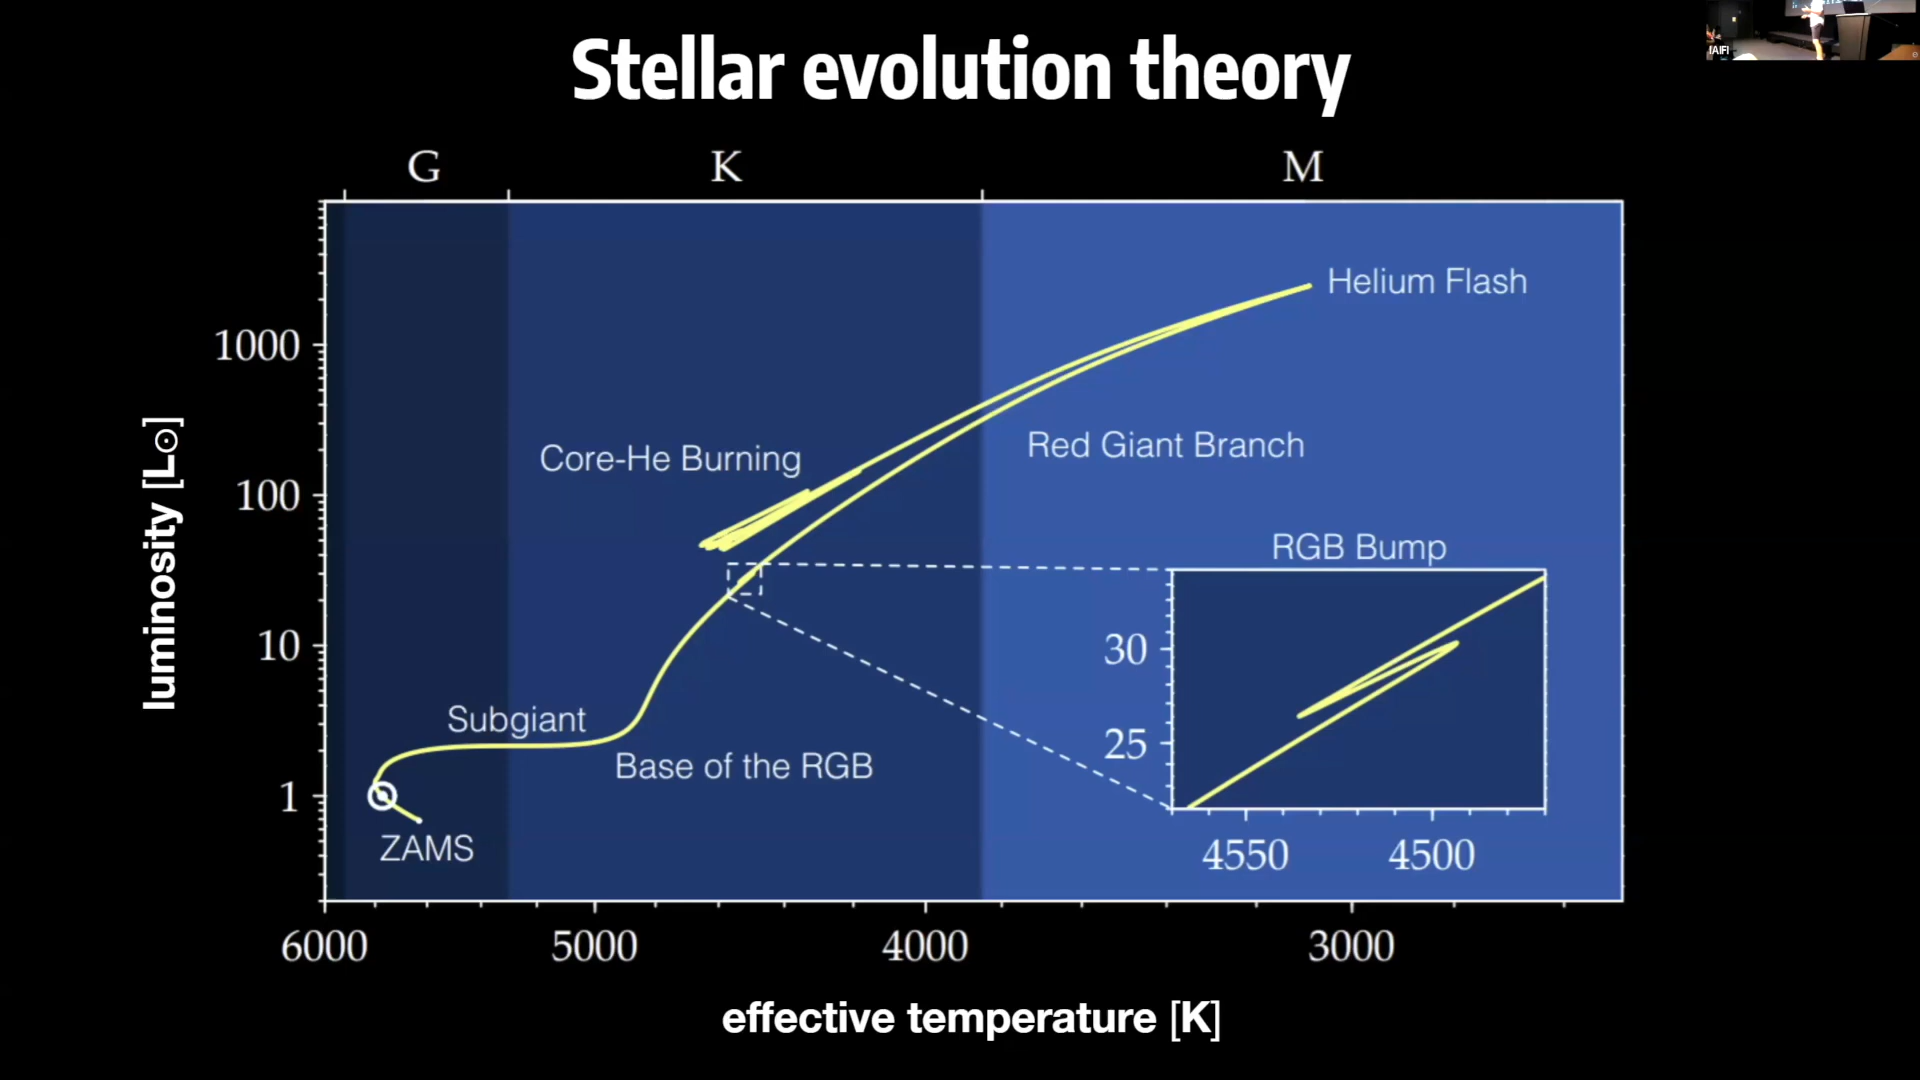 Stellar evolution theory
IAIFI
G
K
M
Helium Flash
1000
Core-He Burning
Red Giant Branch
100
RGB Bump
10
30
Subgiant
25
Base of the RGB
1
ZAMS
4550
4500
6000
5000
4000
3000
luminosity [L☉]
effective temperature [K]